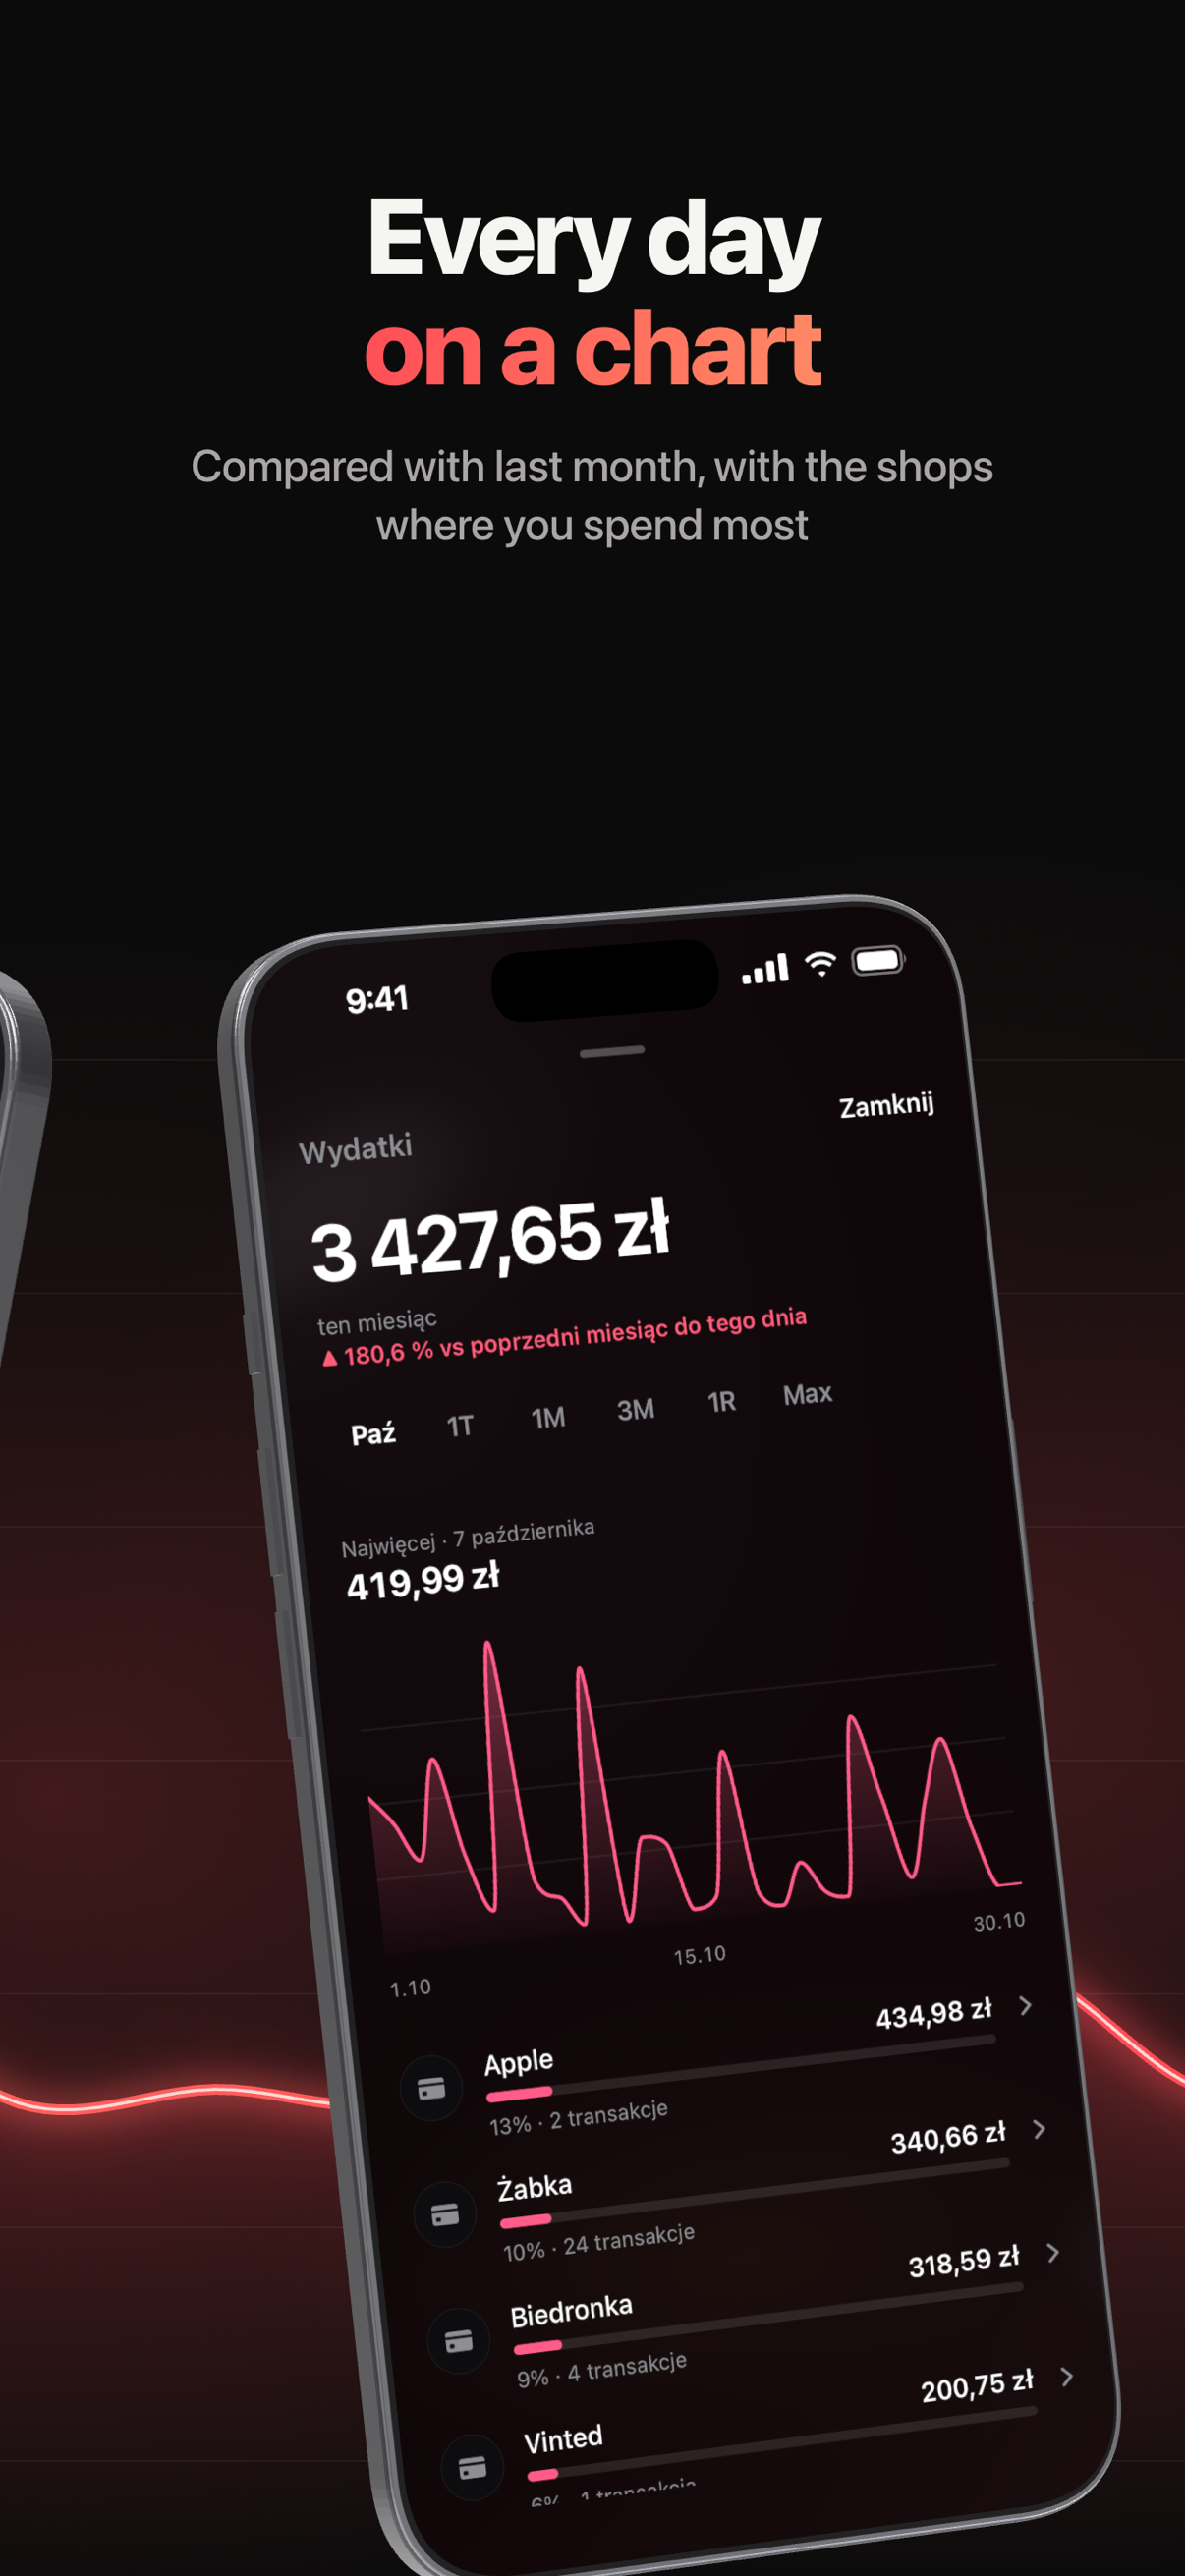 Every day
on a chart
Compared with last month, with the shops
where you spend most
9:41
Zamknij
Wydatki
3 427,65 zł
ten miesiąc
▲ 180,6 % vs poprzedni miesiąc do tego dnia
Paź 1T 1M 3M 1R Max
Najwięcej · 7 października
419,99 zł
1.10 15.10 30.10
Apple 434,98 zł
13% · 2 transakcje
Żabka 340,66 zł
10% · 24 transakcje
Biedronka 318,59 zł
9% · 4 transakcje
Vinted 200,75 zł
6% · 1 transakcja